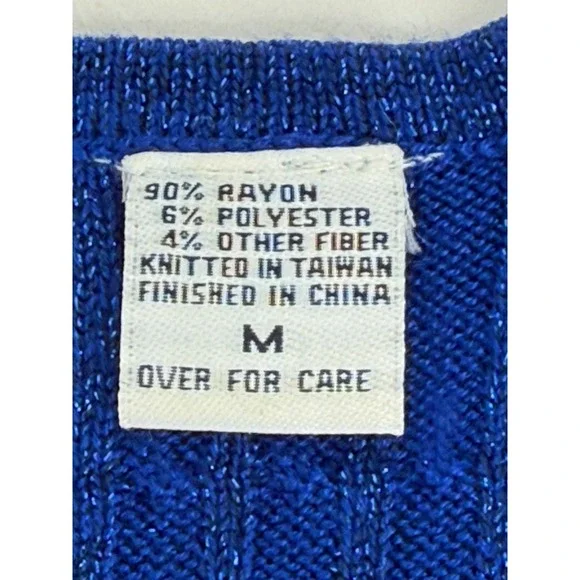 90% RAYON
6% POLYESTER
4% OTHER FIBER
KNITTED IN TAIWAN
FINISHED IN CHINA
M
OVER FOR CARE